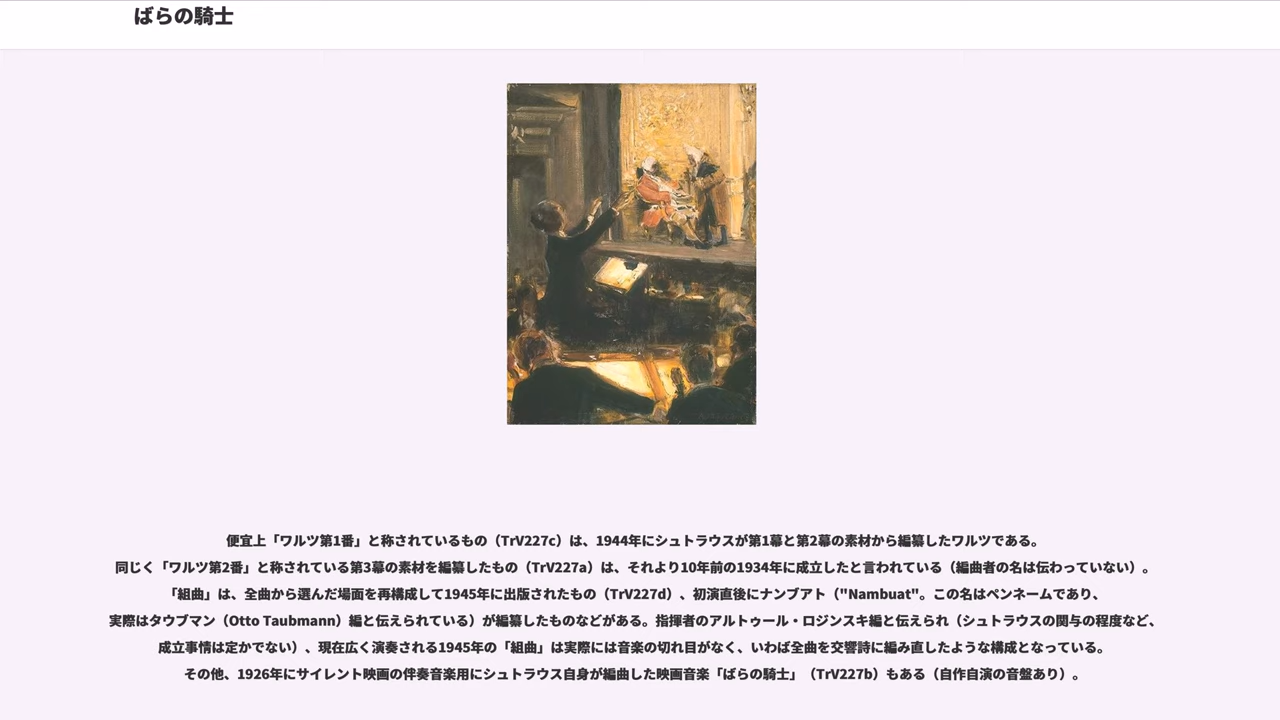 ばらの騎士
便宜上「ワルツ第1番」と称されているもの（TrV227c）は、1944年にシュトラウスが第1幕と第2幕の素材から編纂したワルツである。
同じく「ワルツ第2番」と称されている第3幕の素材を編纂したもの（TrV227a）は、それより10年前の1934年に成立したと言われている（編曲者の名は伝わっていない）。
「組曲」は、全曲から選んだ場面を再構成して1945年に出版されたもの（TrV227d）、初演直後にナンブアト（"Nambuat"。この名はペンネームであり、
実際はタウブマン（Otto Taubmann）編と伝えられている）が編纂したものなどがある。指揮者のアルトゥール・ロジンスキ編と伝えられ（シュトラウスの関与の程度など、
成立事情は定かでない）、現在広く演奏される1945年の「組曲」は実際には音楽の切れ目がなく、いわば全曲を交響詩に編み直したような構成となっている。
その他、1926年にサイレント映画の伴奏音楽用にシュトラウス自身が編曲した映画音楽「ばらの騎士」（TrV227b）もある（自作自演の音盤あり）。